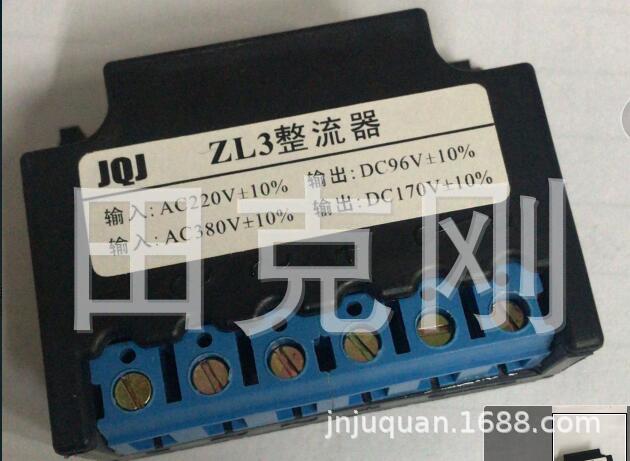 JQJ
ZL3整流器
输入:AC220V±10% 输出:DC96V±10%
输入:AC380V±10% 输出:DC170V±10%
田克刚
jnjuquan.1688.com